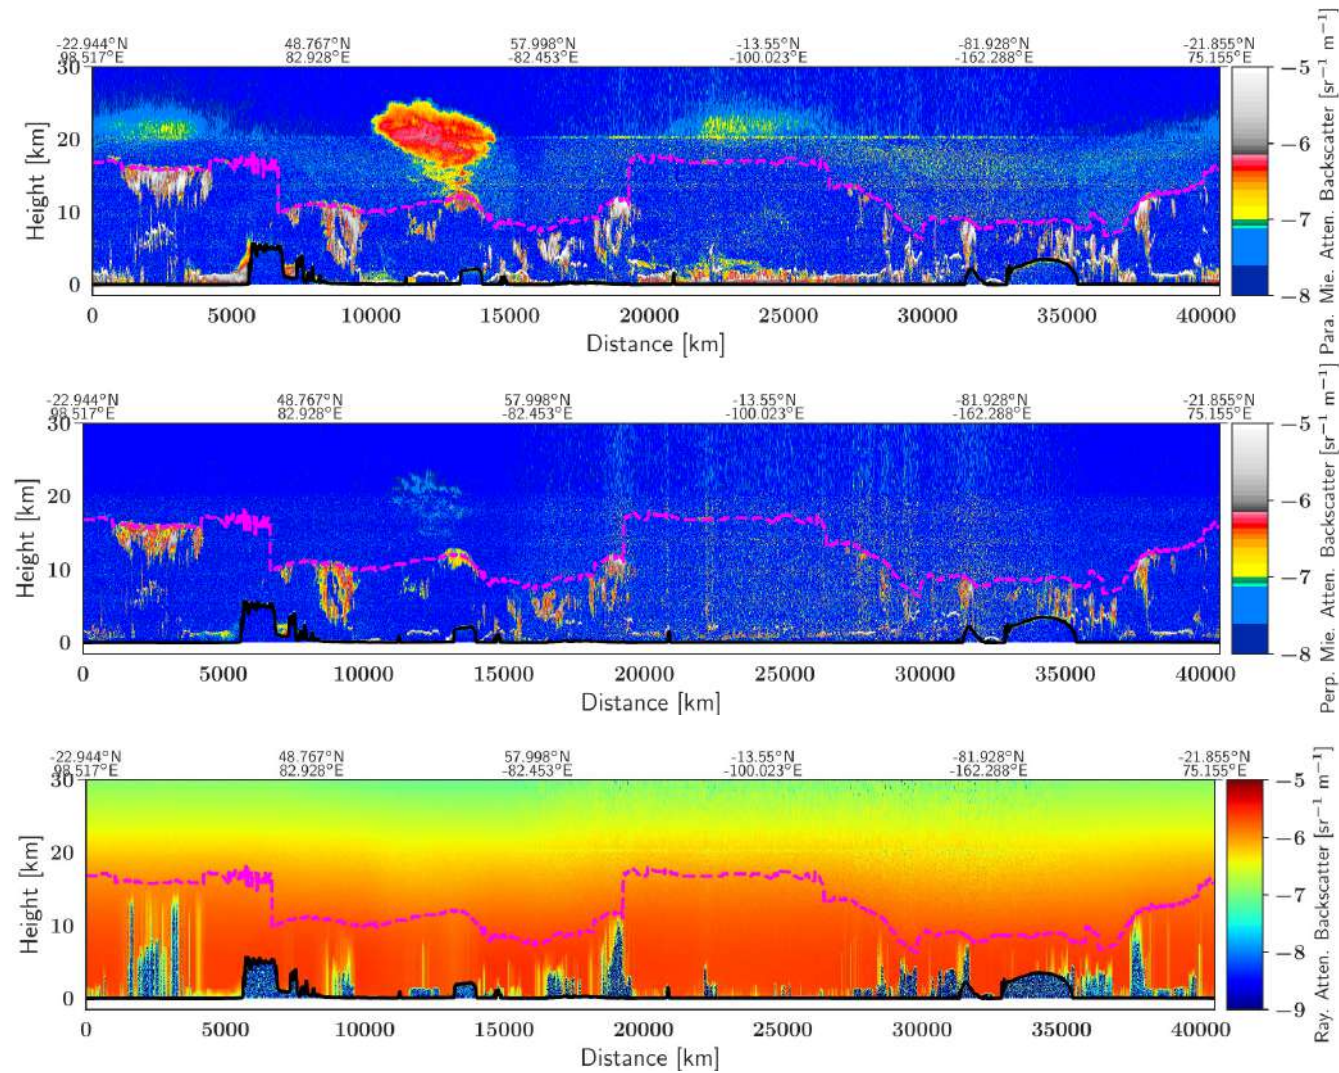 -22.944°N 48.767°N 57.998°N -13.55°N -81.928°N -21.855°N
98.517°E 82.928°E -82.453°E -100.023°E -162.288°E 75.155°E
30
20
10
0
Height [km]
0 5000 10000 15000 20000 25000 30000 35000 40000
Distance [km]
-5
-6
-7
-8
Para. Mie. Atten. Backscatter [sr⁻¹ m⁻¹]
-22.944°N 48.767°N 57.998°N -13.55°N -81.928°N -21.855°N
98.517°E 82.928°E -82.453°E -100.023°E -162.288°E 75.155°E
30
20
10
0
Height [km]
0 5000 10000 15000 20000 25000 30000 35000 40000
Distance [km]
-5
-6
-7
-8
Perp. Mie. Atten. Backscatter [sr⁻¹ m⁻¹]
-22.944°N 48.767°N 57.998°N -13.55°N -81.928°N -21.855°N
98.517°E 82.928°E -82.453°E -100.023°E -162.288°E 75.155°E
30
20
10
0
Height [km]
0 5000 10000 15000 20000 25000 30000 35000 40000
Distance [km]
-5
-6
-7
-8
-9
Ray. Atten. Backscatter [sr⁻¹ m⁻¹]